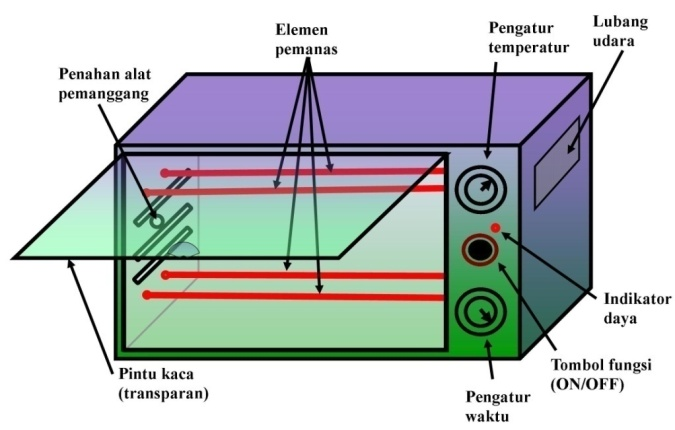 Elemen
pemanas
Pengatur
temperatur
Lubang
udara
Penahan alat
pemanggang
Indikator
daya
Tombol fungsi
(ON/OFF)
Pintu kaca
(transparan)
Pengatur
waktu